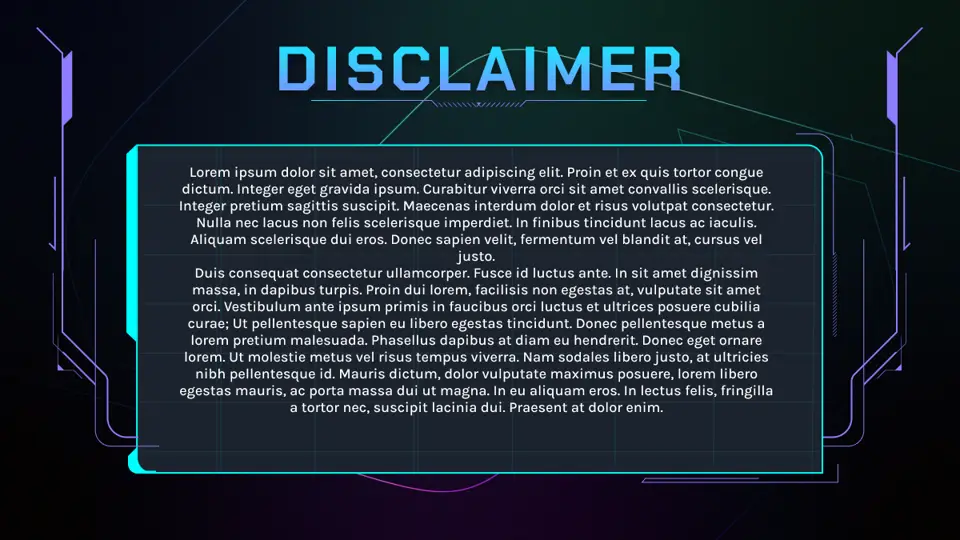 DISCLAIMER
Lorem ipsum dolor sit amet, consectetur adipiscing elit. Proin et ex quis tortor congue
dictum. Integer eget gravida ipsum. Curabitur viverra orci sit amet convallis scelerisque.
Integer pretium sagittis suscipit. Maecenas interdum dolor et risus volutpat consectetur.
Nulla nec lacus non felis scelerisque imperdiet. In finibus tincidunt lacus ac iaculis.
Aliquam scelerisque dui eros. Donec sapien velit, fermentum vel blandit at, cursus vel
justo.
Duis consequat consectetur ullamcorper. Fusce id luctus ante. In sit amet dignissim
massa, in dapibus turpis. Proin dui lorem, facilisis non egestas at, vulputate sit amet
orci. Vestibulum ante ipsum primis in faucibus orci luctus et ultrices posuere cubilia
curae; Ut pellentesque sapien eu libero egestas tincidunt. Donec pellentesque metus a
lorem pretium malesuada. Phasellus dapibus at diam eu hendrerit. Donec eget ornare
lorem. Ut molestie metus vel risus tempus viverra. Nam sodales libero justo, at ultricies
nibh pellentesque id. Mauris dictum, dolor vulputate maximus posuere, lorem libero
egestas mauris, ac porta massa dui ut magna. In eu aliquam eros. In lectus felis, fringilla
a tortor nec, suscipit lacinia dui. Praesent at dolor enim.